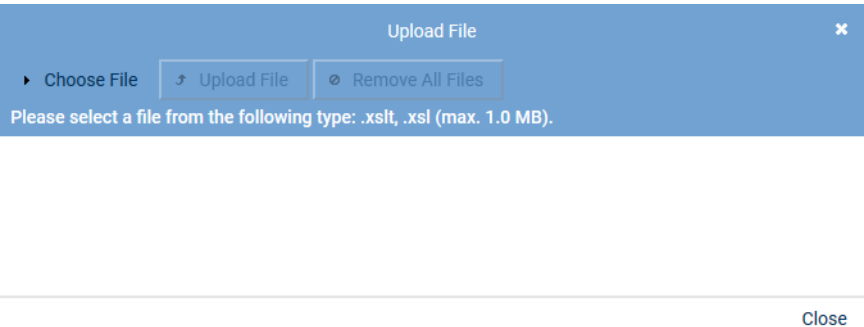 Upload File
Choose File Upload File Remove All Files
Please select a file from the following type: .xslt, .xsl (max. 1.0 MB).
Close